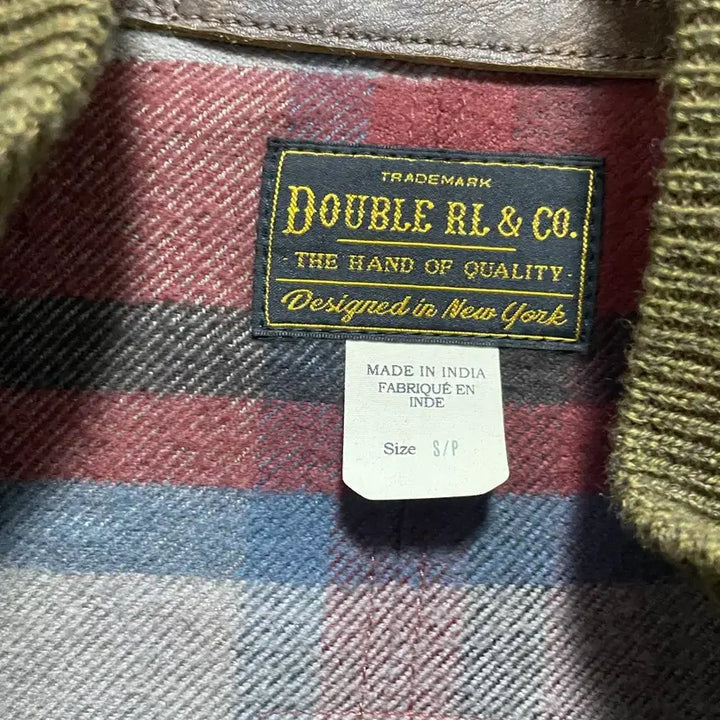 TRADEMARK
DOUBLE RL & CO.
- THE HAND OF QUALITY -
Designed in New York
MADE IN INDIA
FABRIQUÉ EN
INDE
Size S/P